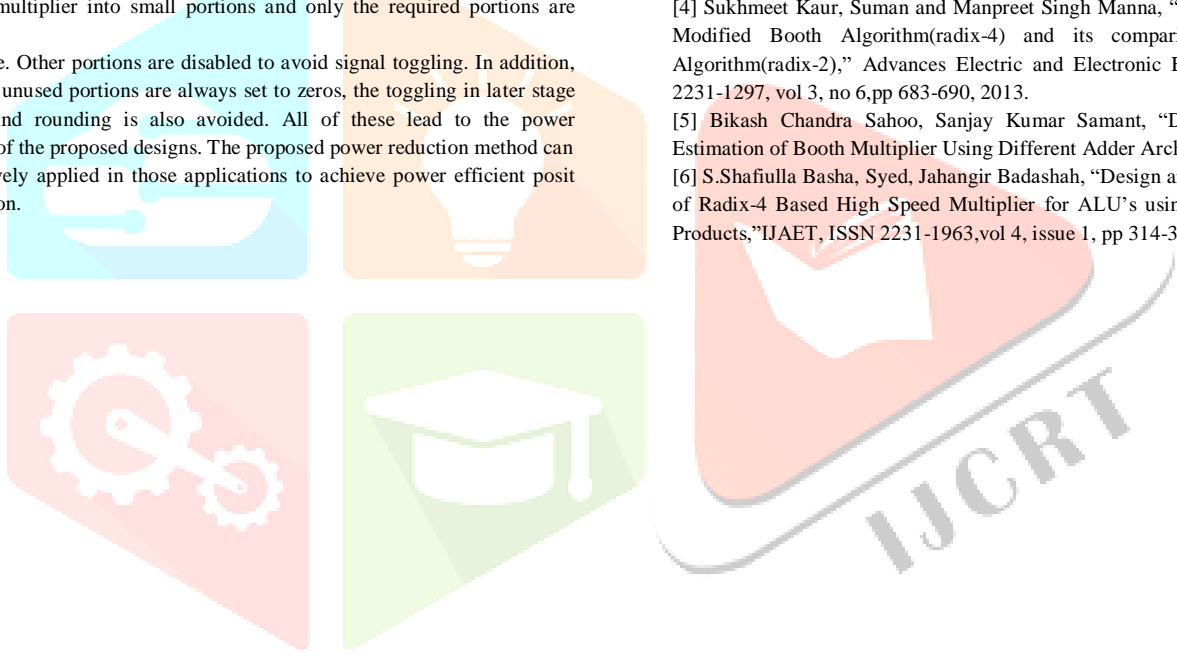 multiplier into small portions and only the required portions are
e. Other portions are disabled to avoid signal toggling. In addition,
unused portions are always set to zeros, the toggling in later stage
nd rounding is also avoided. All of these lead to the power
of the proposed designs. The proposed power reduction method can
vely applied in those applications to achieve power efficient posit
on.
[4] Sukhmeet Kaur, Suman and Manpreet Singh Manna, “
Modified Booth Algorithm(radix-4) and its compari
Algorithm(radix-2),” Advances Electric and Electronic E
2231-1297, vol 3, no 6,pp 683-690, 2013.
[5] Bikash Chandra Sahoo, Sanjay Kumar Samant, “D
Estimation of Booth Multiplier Using Different Adder Arch
[6] S.Shafiulla Basha, Syed, Jahangir Badashah, “Design a
of Radix-4 Based High Speed Multiplier for ALU’s usin
Products,”IJAET, ISSN 2231-1963,vol 4, issue 1, pp 314-3
IJCRT